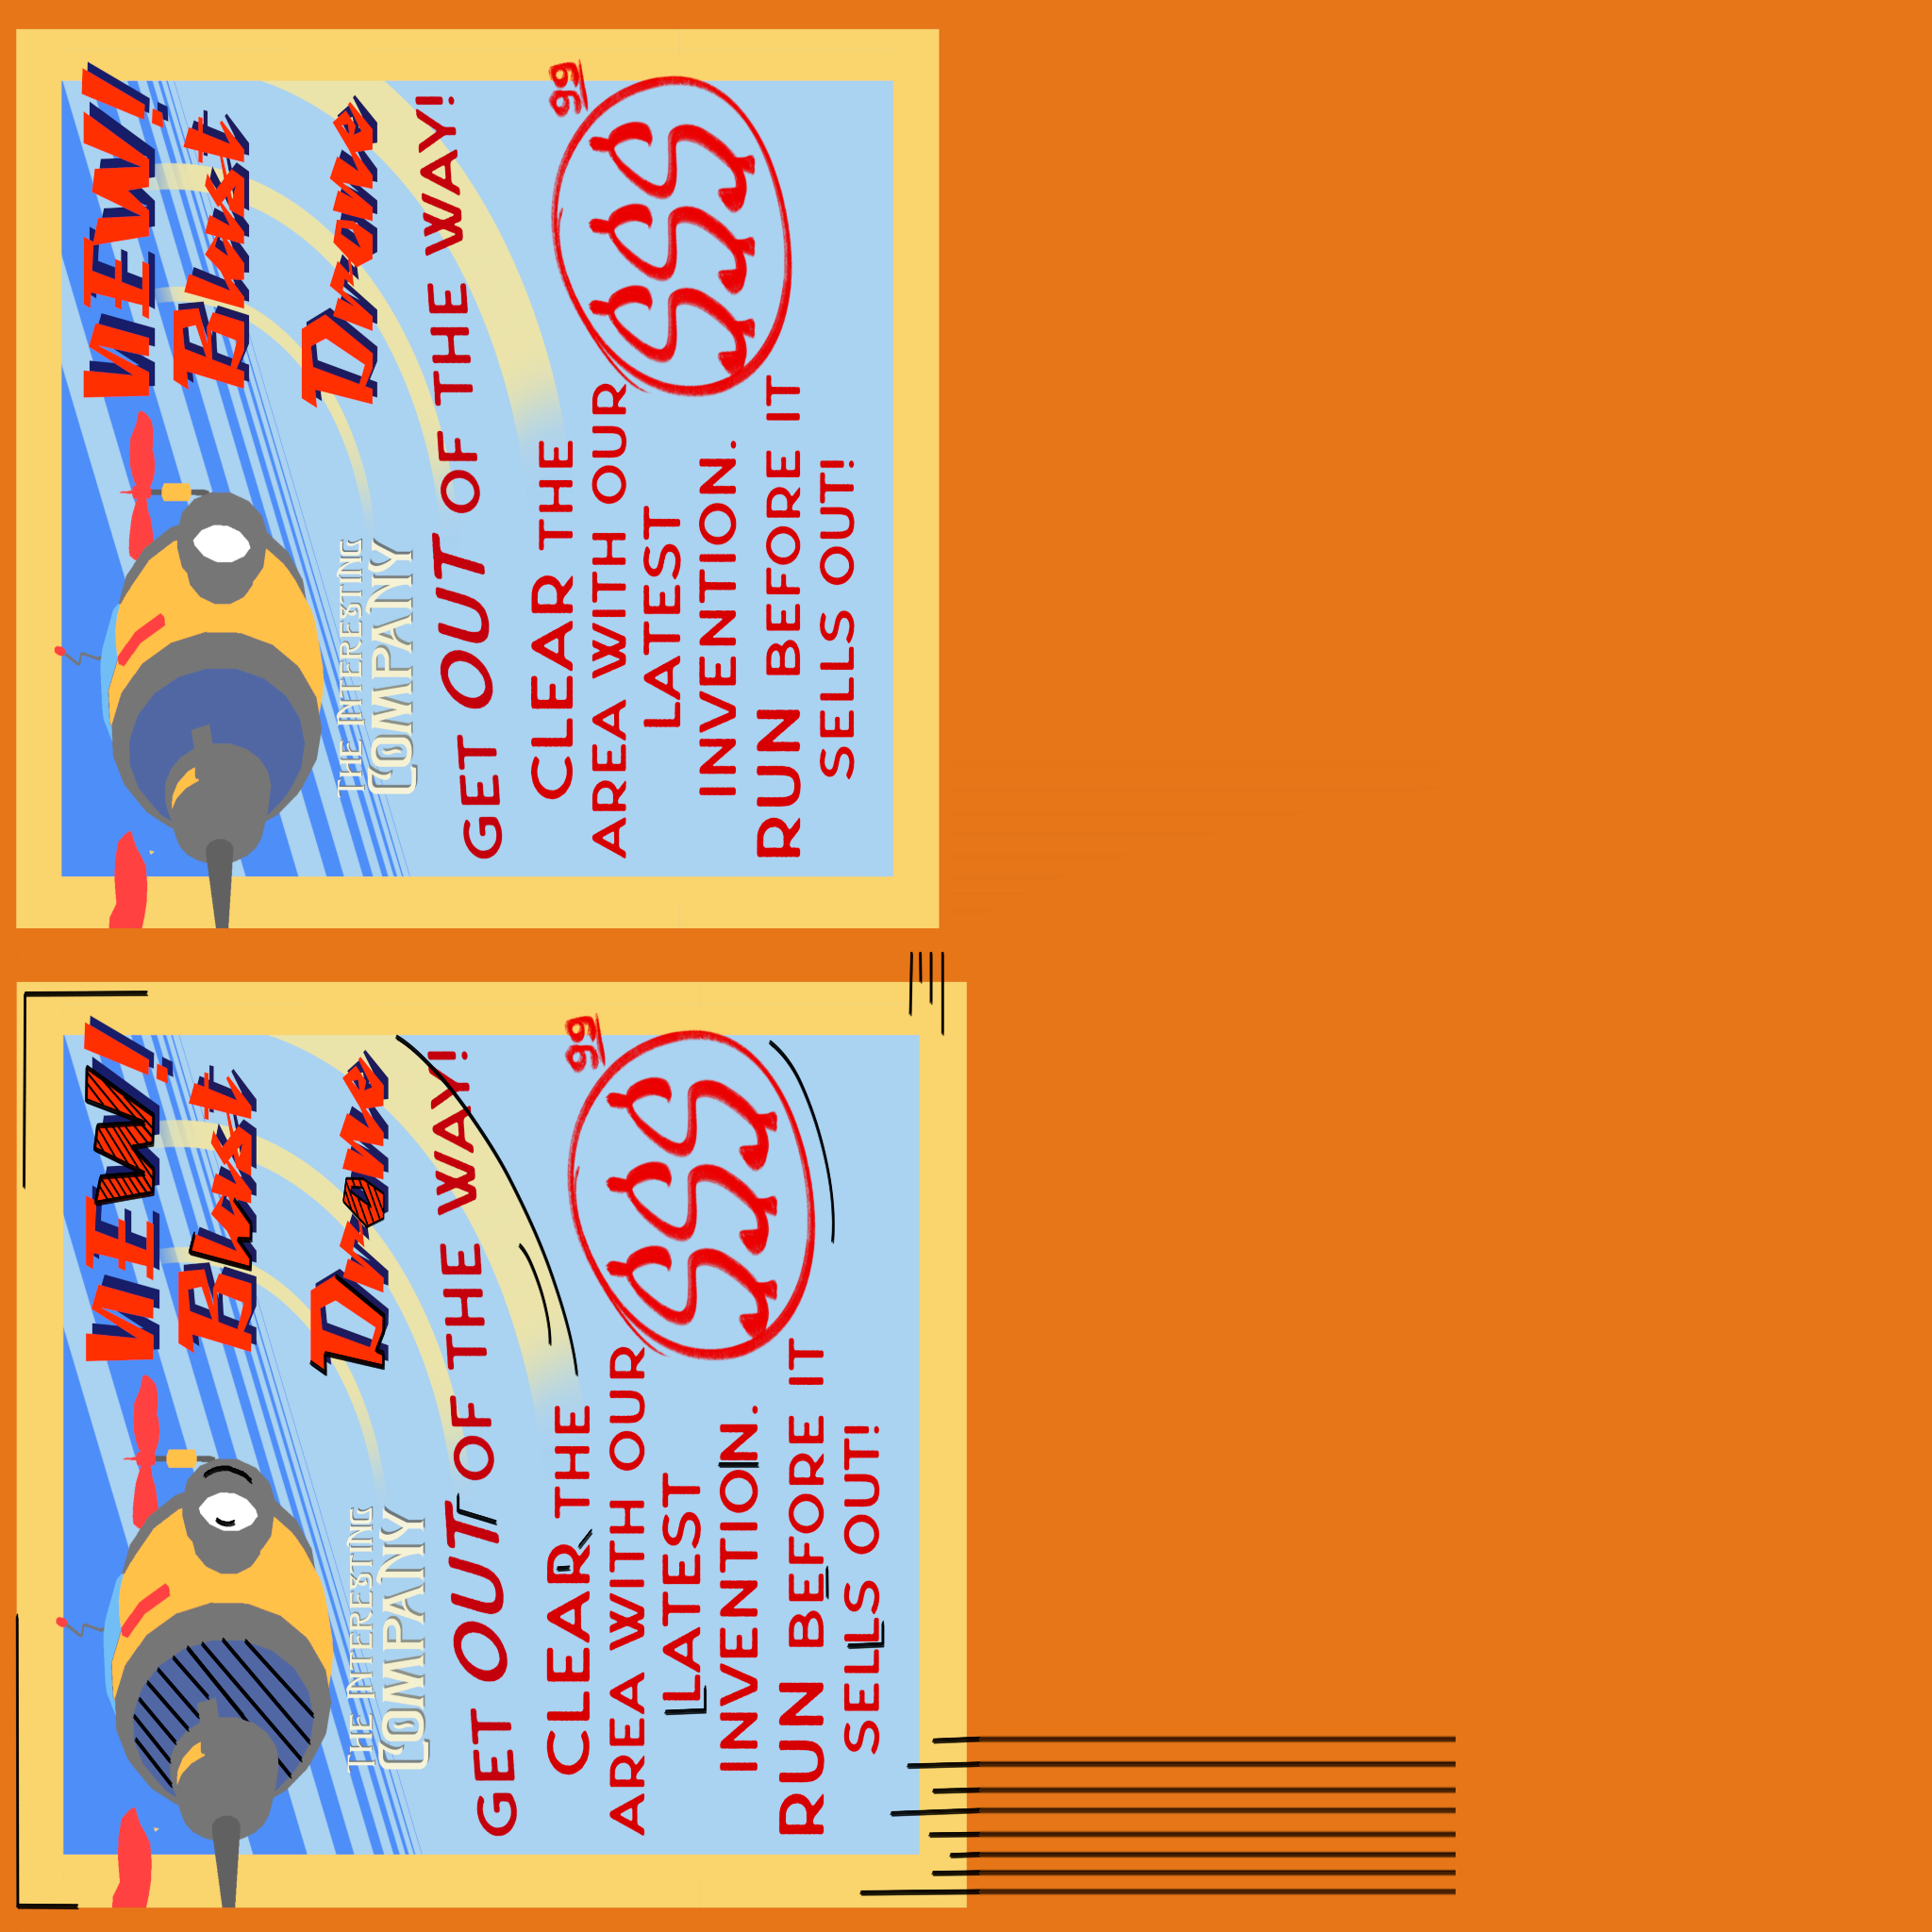 NEW!
Blast
Drone
THE INTERESTING
COMPANY
GET OUT OF THE WAY!
$$$ 99
CLEAR THE
AREA WITH OUR
LATEST
INVENTION.
RUN BEFORE IT
SELLS OUT!
NEW!
Blast
Drone
THE INTERESTING
COMPANY
GET OUT OF THE WAY!
$$$ 99
CLEAR THE
AREA WITH OUR
LATEST
INVENTION.
RUN BEFORE IT
SELLS OUT!